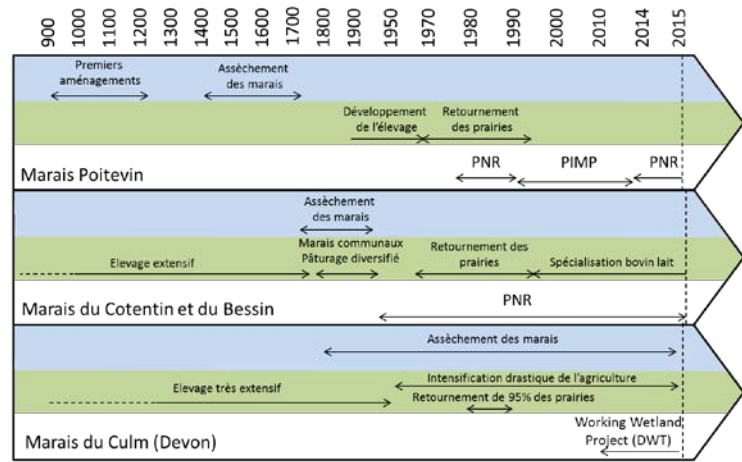 900 1000 1100 1200 1300 1400 1500 1600 1700 1800 1900 1950 1970 1980 1990 2000 2010 2014 2015
Premiers
aménagements
Assèchement
des marais
Développement
de l'élevage
Retournement
des prairies
PNR
PIMP
PNR
Marais Poitevin
Assèchement
des marais
Elevage extensif
Marais communaux
Pâturage diversifié
Retournement des
prairies
Spécialisation bovin lait
PNR
Marais du Cotentin et du Bessin
Assèchement des marais
Elevage très extensif
Intensification drastique de l'agriculture
Retournement de 95% des prairies
Working Wetland
Project (DWT)
Marais du Culm (Devon)